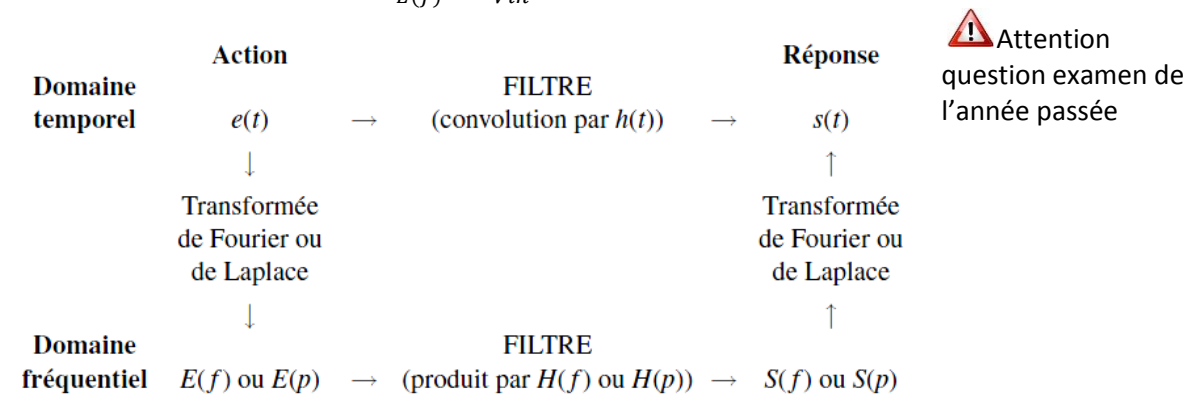 Action Réponse
Attention
question examen de
l'année passée
Domaine FILTRE
temporel e(t) → (convolution par h(t)) → s(t)
↓ ↑
Transformée Transformée
de Fourier ou de Fourier ou
de Laplace de Laplace
↓ ↑
Domaine FILTRE
fréquentiel E(f) ou E(p) → (produit par H(f) ou H(p)) → S(f) ou S(p)